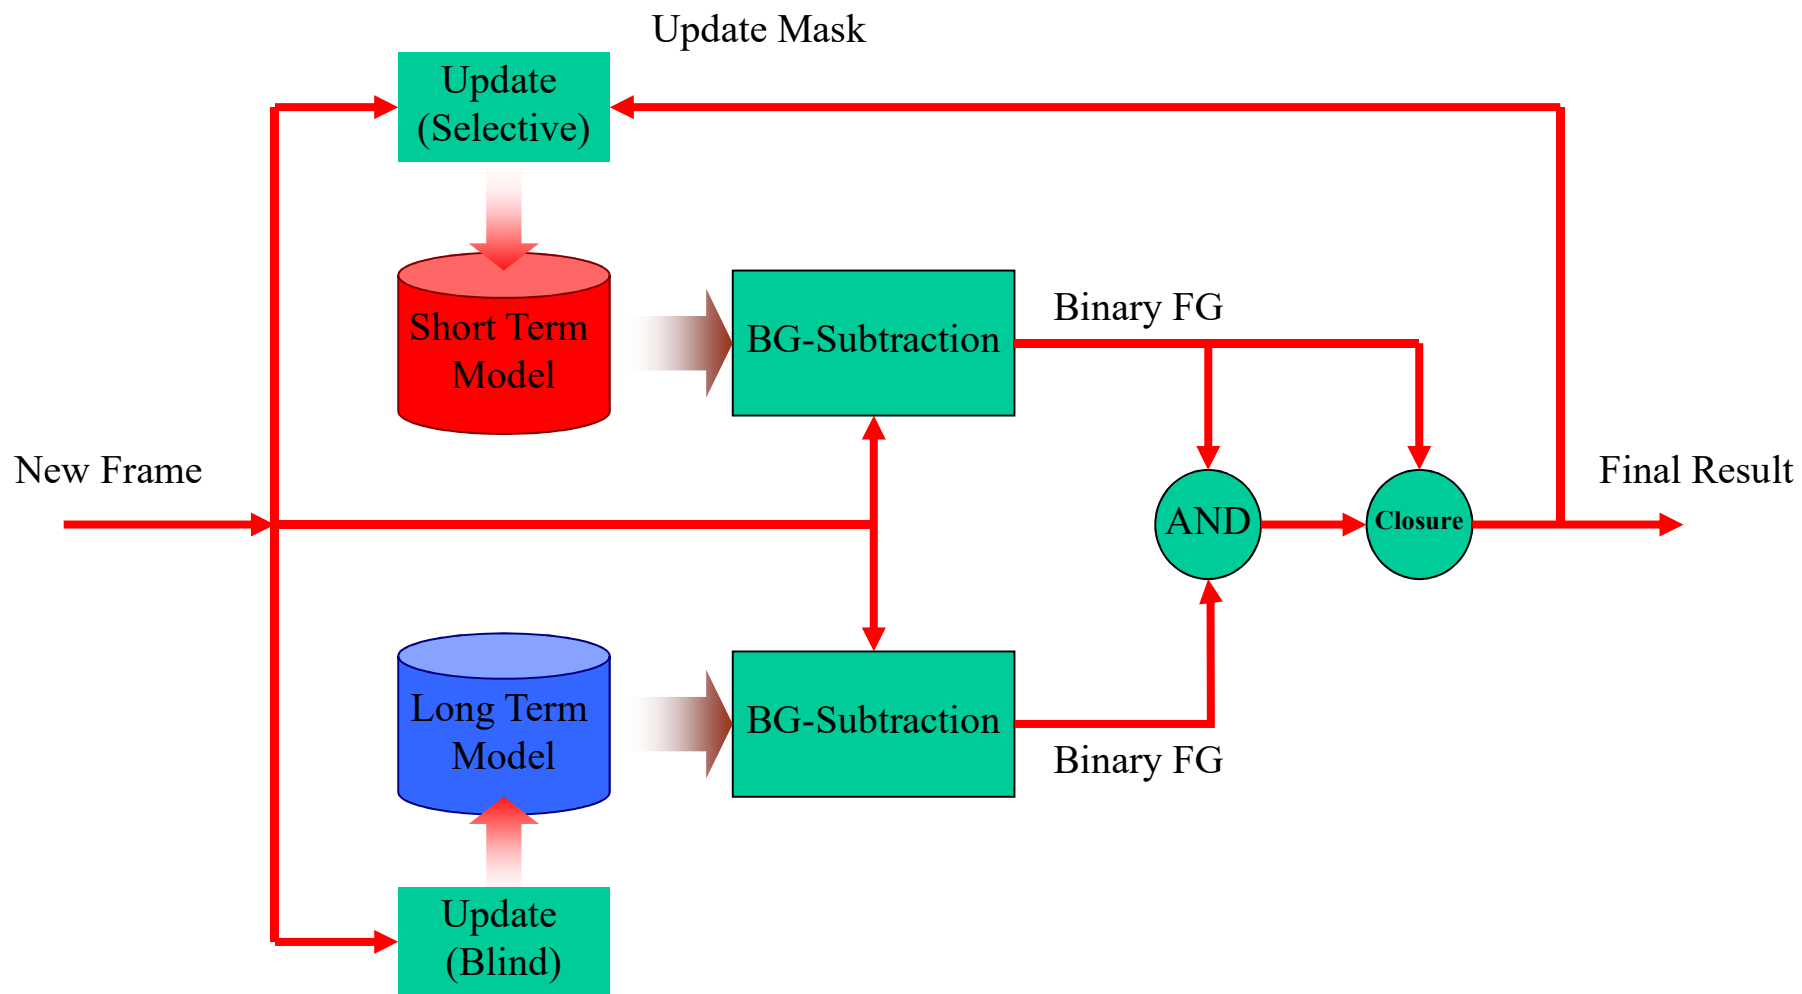 Update Mask
Update
(Selective)
Short Term
Model
BG-Subtraction
Binary FG
New Frame
AND
Closure
Final Result
Long Term
Model
BG-Subtraction
Binary FG
Update
(Blind)